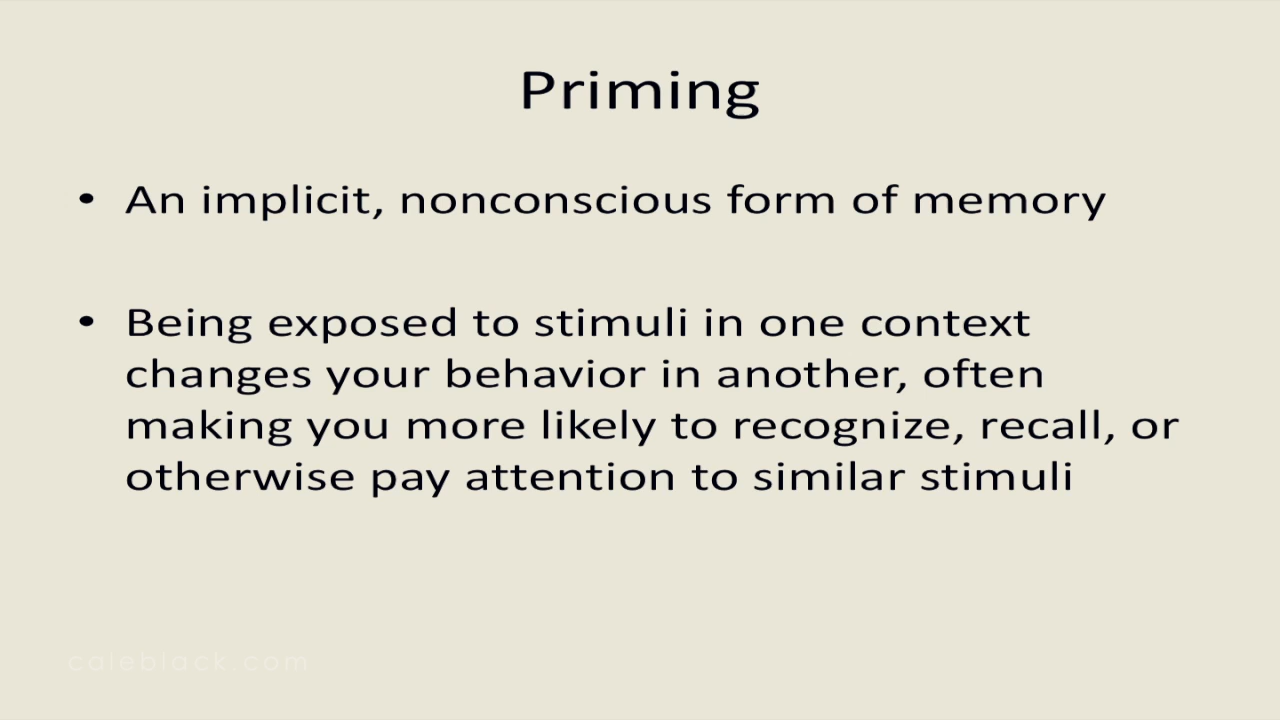 Priming
• An implicit, nonconscious form of memory
• Being exposed to stimuli in one context
changes your behavior in another, often
making you more likely to recognize, recall, or
otherwise pay attention to similar stimuli
caleblack.com